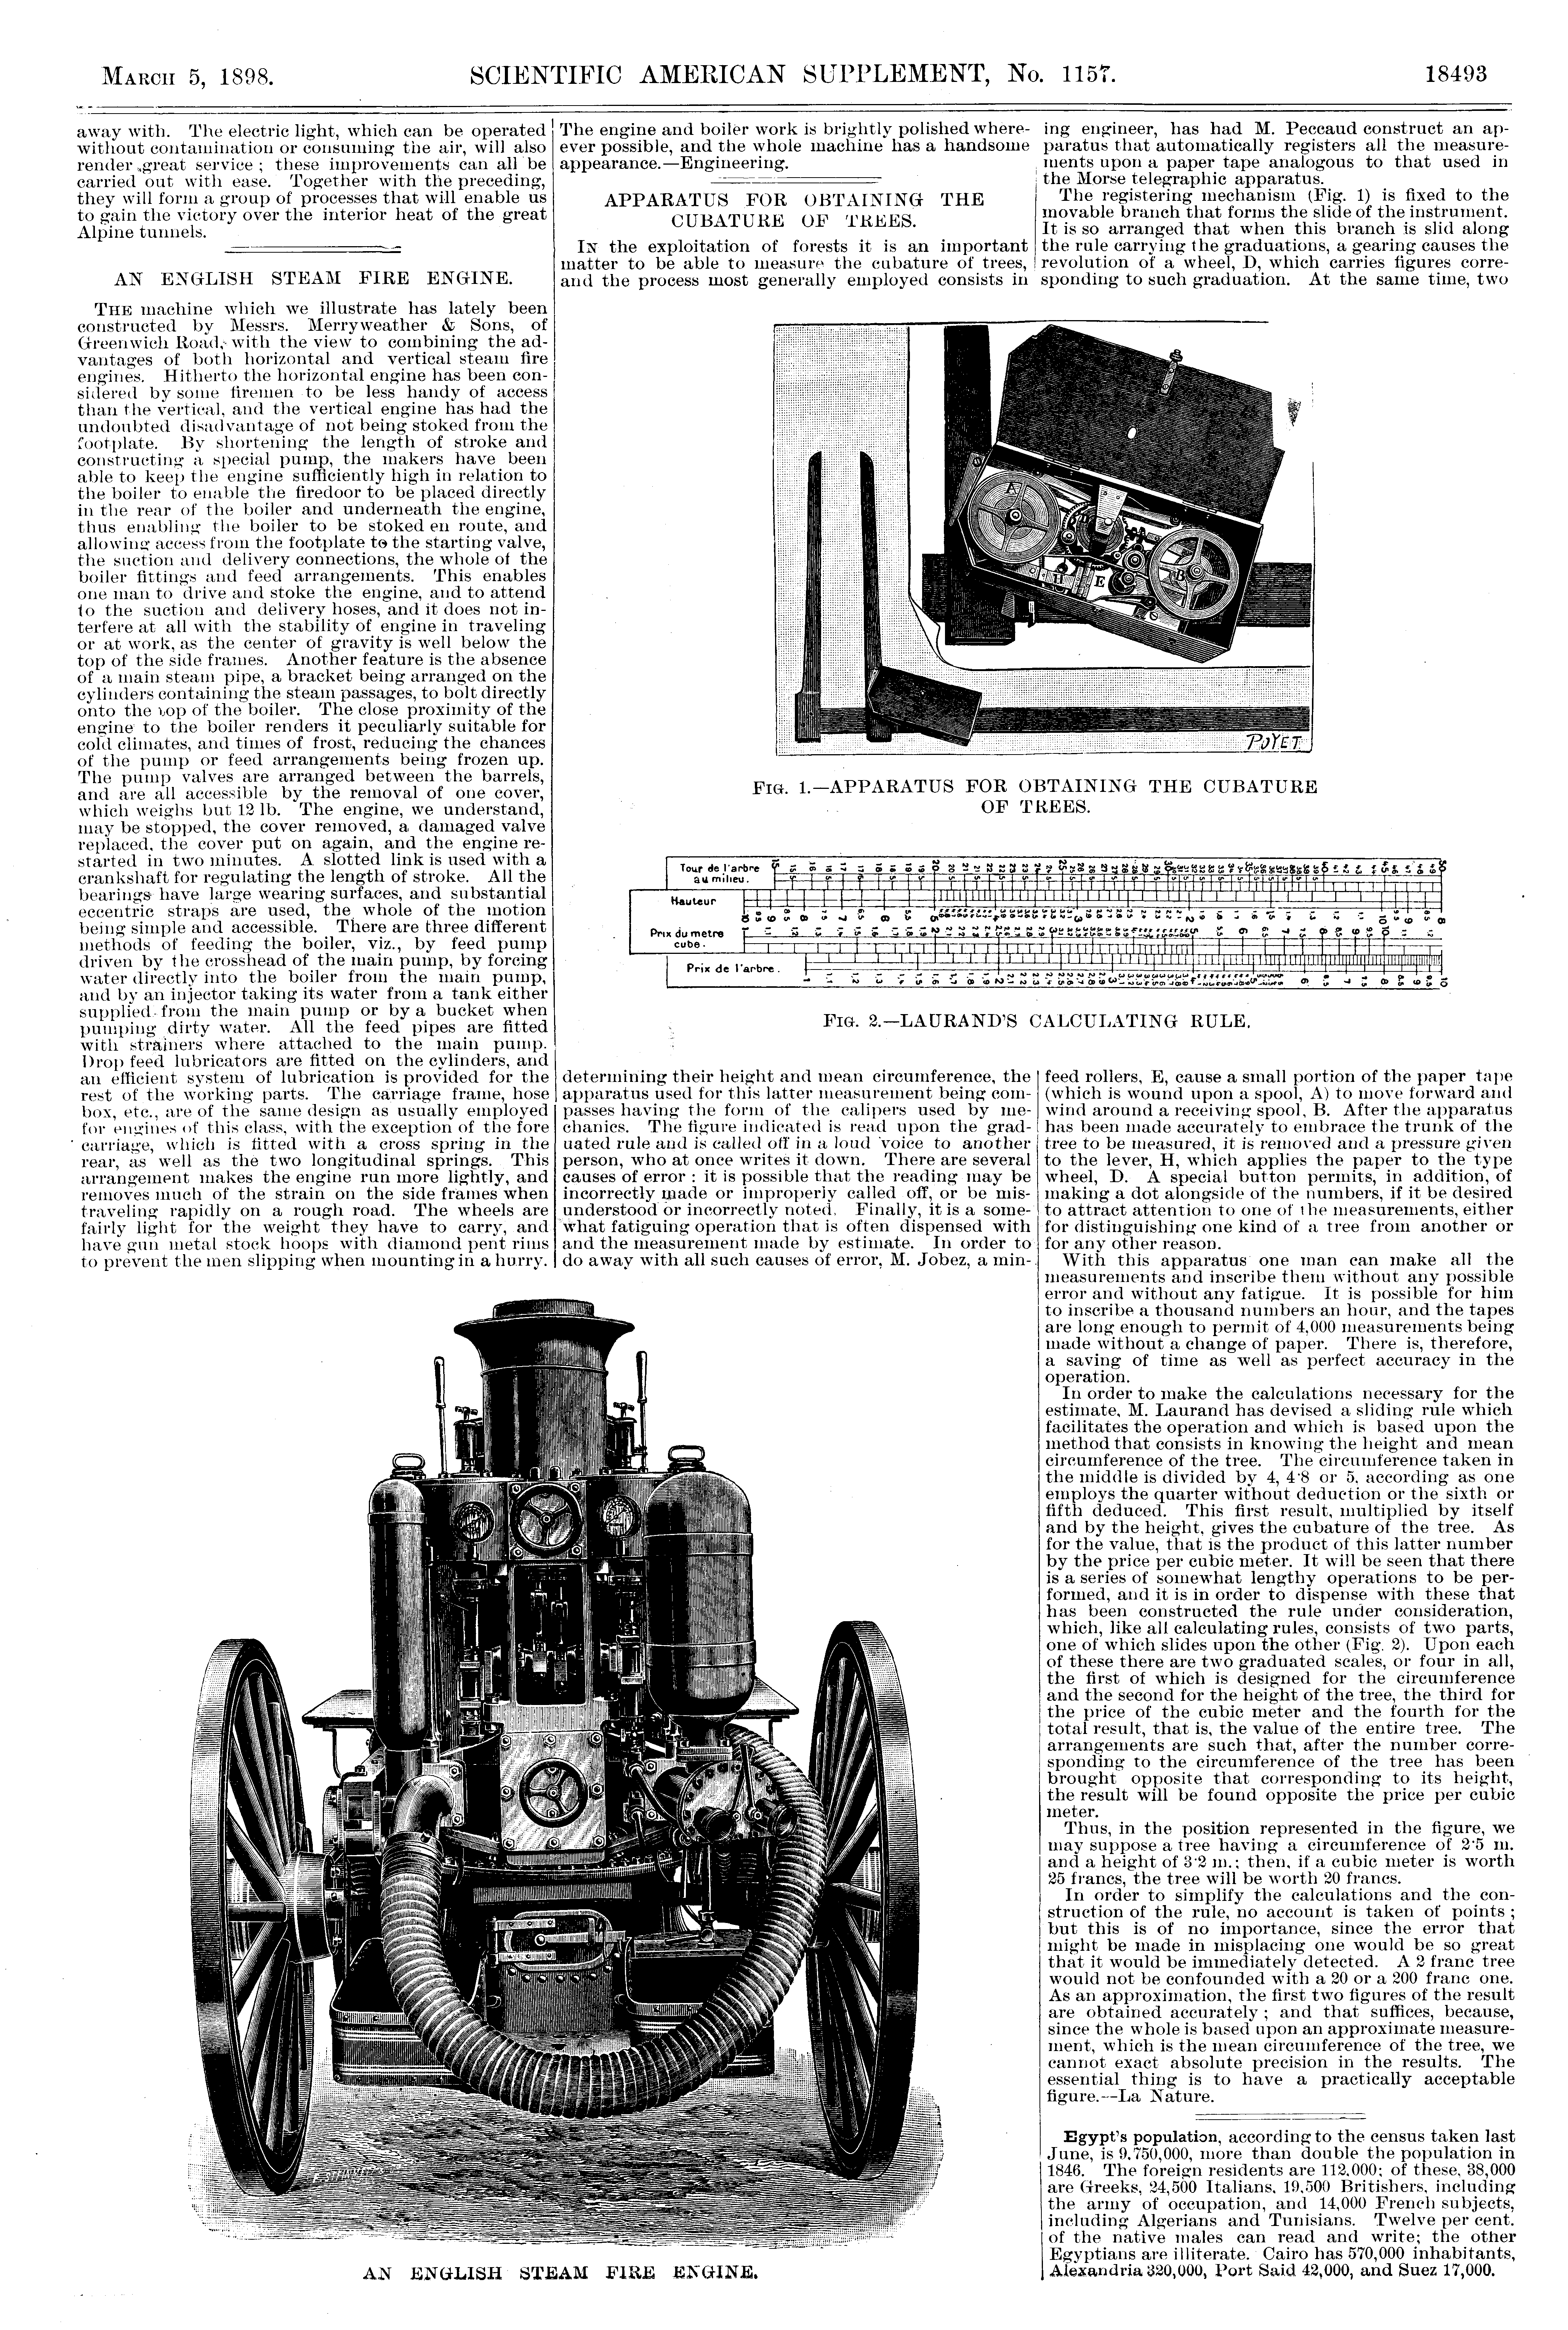 MARCH 5, 1898.
SCIENTIFIC AMERICAN SUPPLEMENT, No. 1157.
18493
away with. The electric light, which can be operated
without contamination or consuming the air, will also
render great service ; these improvements can all be
carried out with ease. Together with the preceding,
they will form a group of processes that will enable us
to gain the victory over the interior heat of the great
Alpine tunnels.
AN ENGLISH STEAM FIRE ENGINE.
THE machine which we illustrate has lately been
constructed by Messrs. Merryweather & Sons, of
Greenwich Road, with the view to combining the ad-
vantages of both horizontal and vertical steam fire
engines. Hitherto the horizontal engine has been con-
sidered by some firemen to be less handy of access
than the vertical, and the vertical engine has had the
undoubted disadvantage of not being stoked from the
footplate. By shortening the length of stroke and
constructing a special pump, the makers have been
able to keep the engine sufficiently high in relation to
the boiler to enable the firedoor to be placed directly
in the rear of the boiler and underneath the engine,
thus enabling the boiler to be stoked en route, and
allowing access from the footplate to the starting valve,
the suction and delivery connections, the whole of the
boiler fittings and feed arrangements. This enables
one man to drive and stoke the engine, and to attend
to the suction and delivery hoses, and it does not in-
terfere at all with the stability of engine in traveling
or at work, as the center of gravity is well below the
top of the side frames. Another feature is the absence
of a main steam pipe, a bracket being arranged on the
cylinders containing the steam passages, to bolt directly
onto the top of the boiler. The close proximity of the
engine to the boiler renders it peculiarly suitable for
cold climates, and times of frost, reducing the chances
of the pump or feed arrangements being frozen up.
The pump valves are arranged between the barrels,
and are all accessible by the removal of one cover,
which weighs but 12 lb. The engine, we understand,
may be stopped, the cover removed, a damaged valve
replaced, the cover put on again, and the engine re-
started in two minutes. A slotted link is used with a
crankshaft for regulating the length of stroke. All the
bearings have large wearing surfaces, and substantial
eccentric straps are used, the whole of the motion
being simple and accessible. There are three different
methods of feeding the boiler, viz., by feed pump
driven by the crosshead of the main pump, by forcing
water directly into the boiler from the main pump,
and by an injector taking its water from a tank either
supplied from the main pump or by a bucket when
pumping dirty water. All the feed pipes are fitted
with strainers where attached to the main pump.
Drop feed lubricators are fitted on the cylinders, and
an efficient system of lubrication is provided for the
rest of the working parts. The carriage frame, hose
box, etc., are of the same design as usually employed
for engines of this class, with the exception of the fore
carriage, which is fitted with a cross spring in the
rear, as well as the two longitudinal springs. This
arrangement makes the engine run more lightly, and
removes much of the strain on the side frames when
traveling rapidly on a rough road. The wheels are
fairly light for the weight they have to carry, and
have gun metal stock hoops with diamond pent rims
to prevent the men slipping when mounting in a hurry.
The engine and boiler work is brightly polished where-
ever possible, and the whole machine has a handsome
appearance.—Engineering.
APPARATUS FOR OBTAINING THE
CUBATURE OF TREES.
IN the exploitation of forests it is an important
matter to be able to measure the cubature of trees,
and the process most generally employed consists in
determining their height and mean circumference, the
apparatus used for this latter measurement being com-
passes having the form of the calipers used by me-
chanics. The figure indicated is read upon the grad-
uated rule and is called off in a loud voice to another
person, who at once writes it down. There are several
causes of error : it is possible that the reading may be
incorrectly made or improperly called off, or be mis-
understood or incorrectly noted. Finally, it is a some-
what fatiguing operation that is often dispensed with
and the measurement made by estimate. In order to
do away with all such causes of error, M. Jobez, a min-
ing engineer, has had M. Peccaud construct an ap-
paratus that automatically registers all the measure-
ments upon a paper tape analogous to that used in
the Morse telegraphic apparatus.
The registering mechanism (Fig. 1) is fixed to the
movable branch that forms the slide of the instrument.
It is so arranged that when this branch is slid along
the rule carrying the graduations, a gearing causes the
revolution of a wheel, D, which carries figures corre-
sponding to such graduation. At the same time, two
A
H
E
B
POYET
FIG. 1.—APPARATUS FOR OBTAINING THE CUBATURE
OF TREES.
Tour de l'arbre
au milieu.
Hauteur
Prix du metre
cube.
Prix de l'arbre.
FIG. 2.—LAURAND'S CALCULATING RULE.
feed rollers, E, cause a small portion of the paper tape
(which is wound upon a spool, A) to move forward and
wind around a receiving spool, B. After the apparatus
has been made accurately to embrace the trunk of the
tree to be measured, it is removed and a pressure given
to the lever, H, which applies the paper to the type
wheel, D. A special button permits, in addition, of
making a dot alongside of the numbers, if it be desired
to attract attention to one of the measurements, either
for distinguishing one kind of a tree from another or
for any other reason.
With this apparatus one man can make all the
measurements and inscribe them without any possible
error and without any fatigue. It is possible for him
to inscribe a thousand numbers an hour, and the tapes
are long enough to permit of 4,000 measurements being
made without a change of paper. There is, therefore,
a saving of time as well as perfect accuracy in the
operation.
In order to make the calculations necessary for the
estimate, M. Laurand has devised a sliding rule which
facilitates the operation and which is based upon the
method that consists in knowing the height and mean
circumference of the tree. The circumference taken in
the middle is divided by 4, 4·8 or 5, according as one
employs the quarter without deduction or the sixth or
fifth deduced. This first result, multiplied by itself
and by the height, gives the cubature of the tree. As
for the value, that is the product of this latter number
by the price per cubic meter. It will be seen that there
is a series of somewhat lengthy operations to be per-
formed, and it is in order to dispense with these that
has been constructed the rule under consideration,
which, like all calculating rules, consists of two parts,
one of which slides upon the other (Fig. 2). Upon each
of these there are two graduated scales, or four in all,
the first of which is designed for the circumference
and the second for the height of the tree, the third for
the price of the cubic meter and the fourth for the
total result, that is, the value of the entire tree. The
arrangements are such that, after the number corre-
sponding to the circumference of the tree has been
brought opposite that corresponding to its height,
the result will be found opposite the price per cubic
meter.
Thus, in the position represented in the figure, we
may suppose a tree having a circumference of 2·5 m.
and a height of 3·2 m.; then, if a cubic meter is worth
25 francs, the tree will be worth 20 francs.
In order to simplify the calculations and the con-
struction of the rule, no account is taken of points ;
but this is of no importance, since the error that
might be made in misplacing one would be so great
that it would be immediately detected. A 2 franc tree
would not be confounded with a 20 or a 200 franc one.
As an approximation, the first two figures of the result
are obtained accurately ; and that suffices, because,
since the whole is based upon an approximate measure-
ment, which is the mean circumference of the tree, we
cannot exact absolute precision in the results. The
essential thing is to have a practically acceptable
figure.—La Nature.
Egypt's population, according to the census taken last
June, is 9,750,000, more than double the population in
1846. The foreign residents are 112,000; of these, 38,000
are Greeks, 24,500 Italians, 19,500 Britishers, including
the army of occupation, and 14,000 French subjects,
including Algerians and Tunisians. Twelve per cent.
of the native males can read and write; the other
Egyptians are illiterate. Cairo has 570,000 inhabitants,
Alexandria 320,000, Port Said 42,000, and Suez 17,000.
AN ENGLISH STEAM FIRE ENGINE.